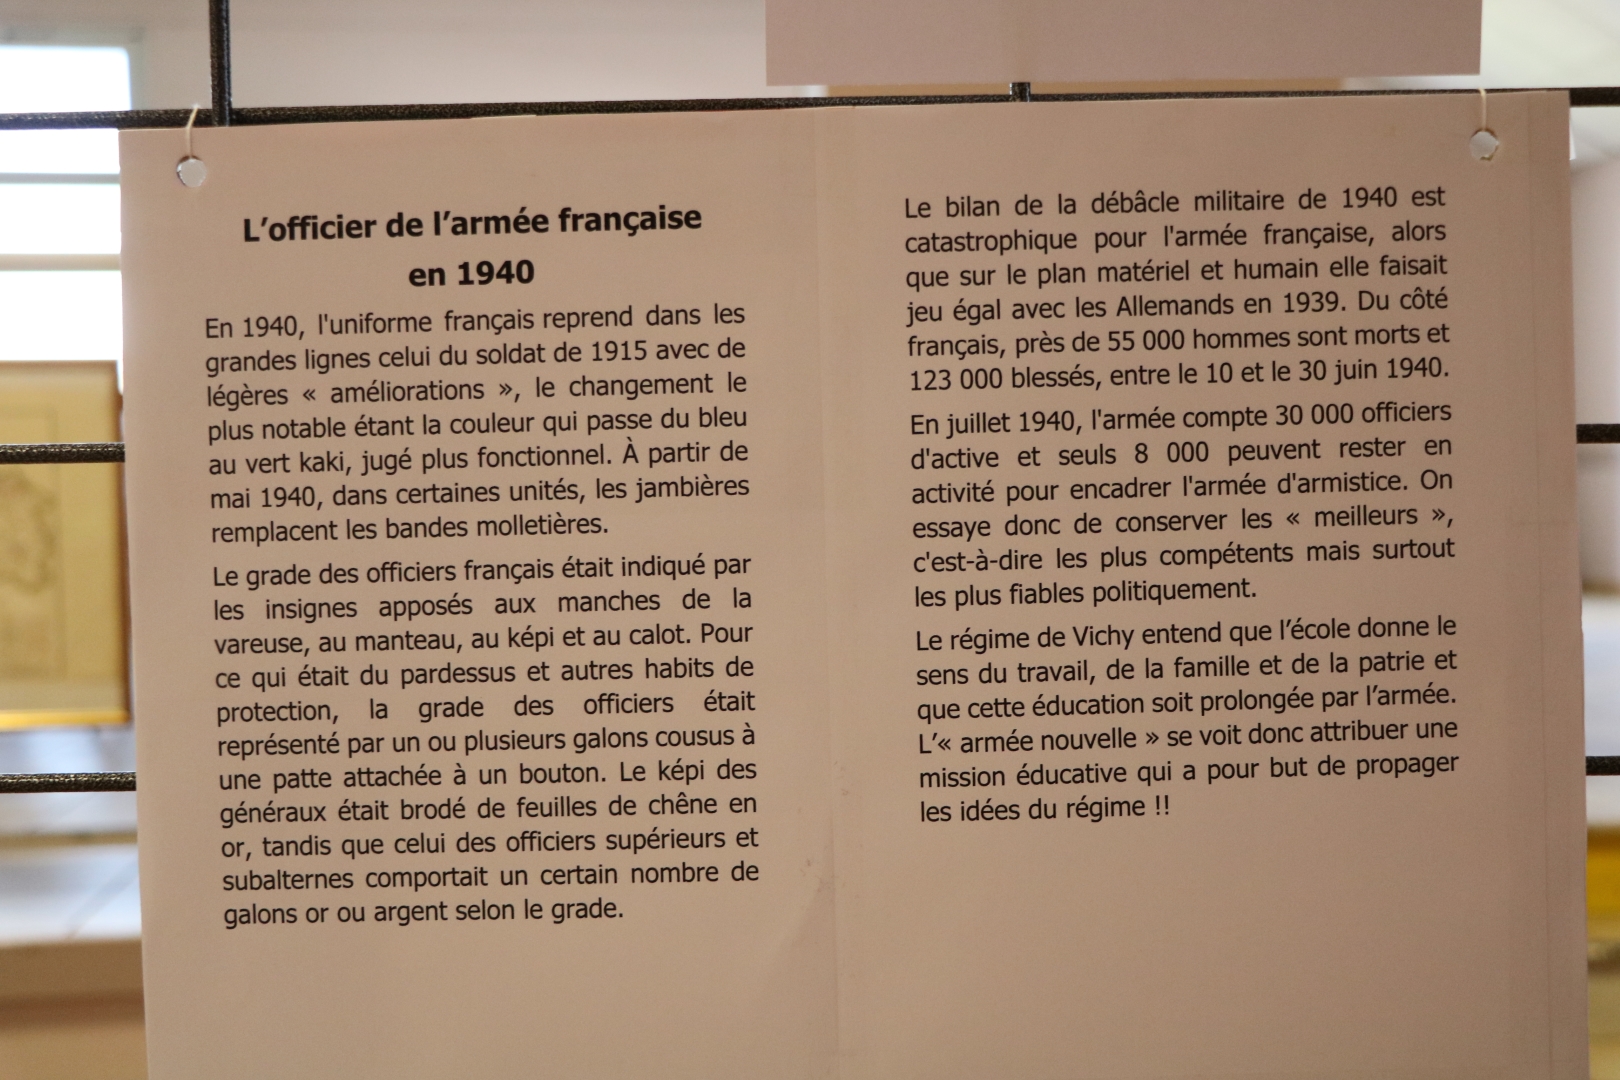 L’officier de l’armée française
en 1940
En 1940, l'uniforme français reprend dans les
grandes lignes celui du soldat de 1915 avec de
légères « améliorations », le changement le
plus notable étant la couleur qui passe du bleu
au vert kaki, jugé plus fonctionnel. À partir de
mai 1940, dans certaines unités, les jambières
remplacent les bandes molletières.
Le grade des officiers français était indiqué par
les insignes apposés aux manches de la
vareuse, au manteau, au képi et au calot. Pour
ce qui était du pardessus et autres habits de
protection, la grade des officiers était
représenté par un ou plusieurs galons cousus à
une patte attachée à un bouton. Le képi des
généraux était brodé de feuilles de chêne en
or, tandis que celui des officiers supérieurs et
subalternes comportait un certain nombre de
galons or ou argent selon le grade.
Le bilan de la débâcle militaire de 1940 est
catastrophique pour l'armée française, alors
que sur le plan matériel et humain elle faisait
jeu égal avec les Allemands en 1939. Du côté
français, près de 55 000 hommes sont morts et
123 000 blessés, entre le 10 et le 30 juin 1940.
En juillet 1940, l'armée compte 30 000 officiers
d'active et seuls 8 000 peuvent rester en
activité pour encadrer l'armée d'armistice. On
essaye donc de conserver les « meilleurs »,
c'est-à-dire les plus compétents mais surtout
les plus fiables politiquement.
Le régime de Vichy entend que l’école donne le
sens du travail, de la famille et de la patrie et
que cette éducation soit prolongée par l’armée.
L’« armée nouvelle » se voit donc attribuer une
mission éducative qui a pour but de propager
les idées du régime !!